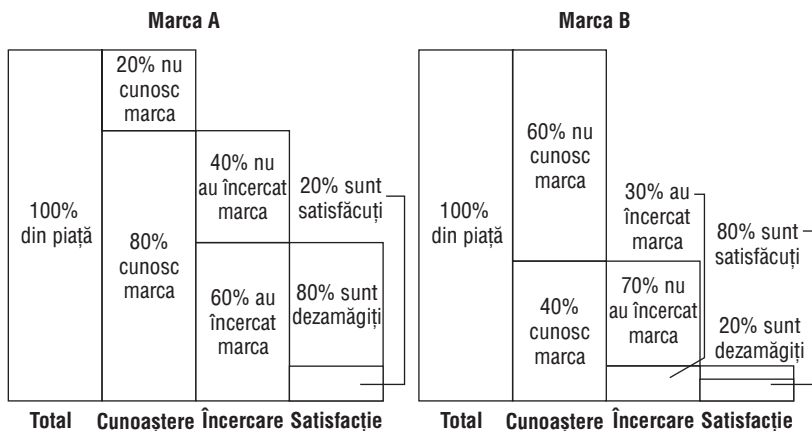 Marca A
100%
din piață
20% nu
cunosc
marca
80%
cunosc
marca
40% nu
au încercat
marca
60% au
încercat
marca
20% sunt
satisfăcuți
80% sunt
dezamăgiți
Total Cunoaștere Încercare Satisfacție
Marca B
100%
din piață
60% nu
cunosc
marca
40%
cunosc
marca
30% au
încercat
marca
70% nu
au încercat
marca
80% sunt
satisfăcuți
20% sunt
dezamăgiți
Total Cunoaștere Încercare Satisfacție